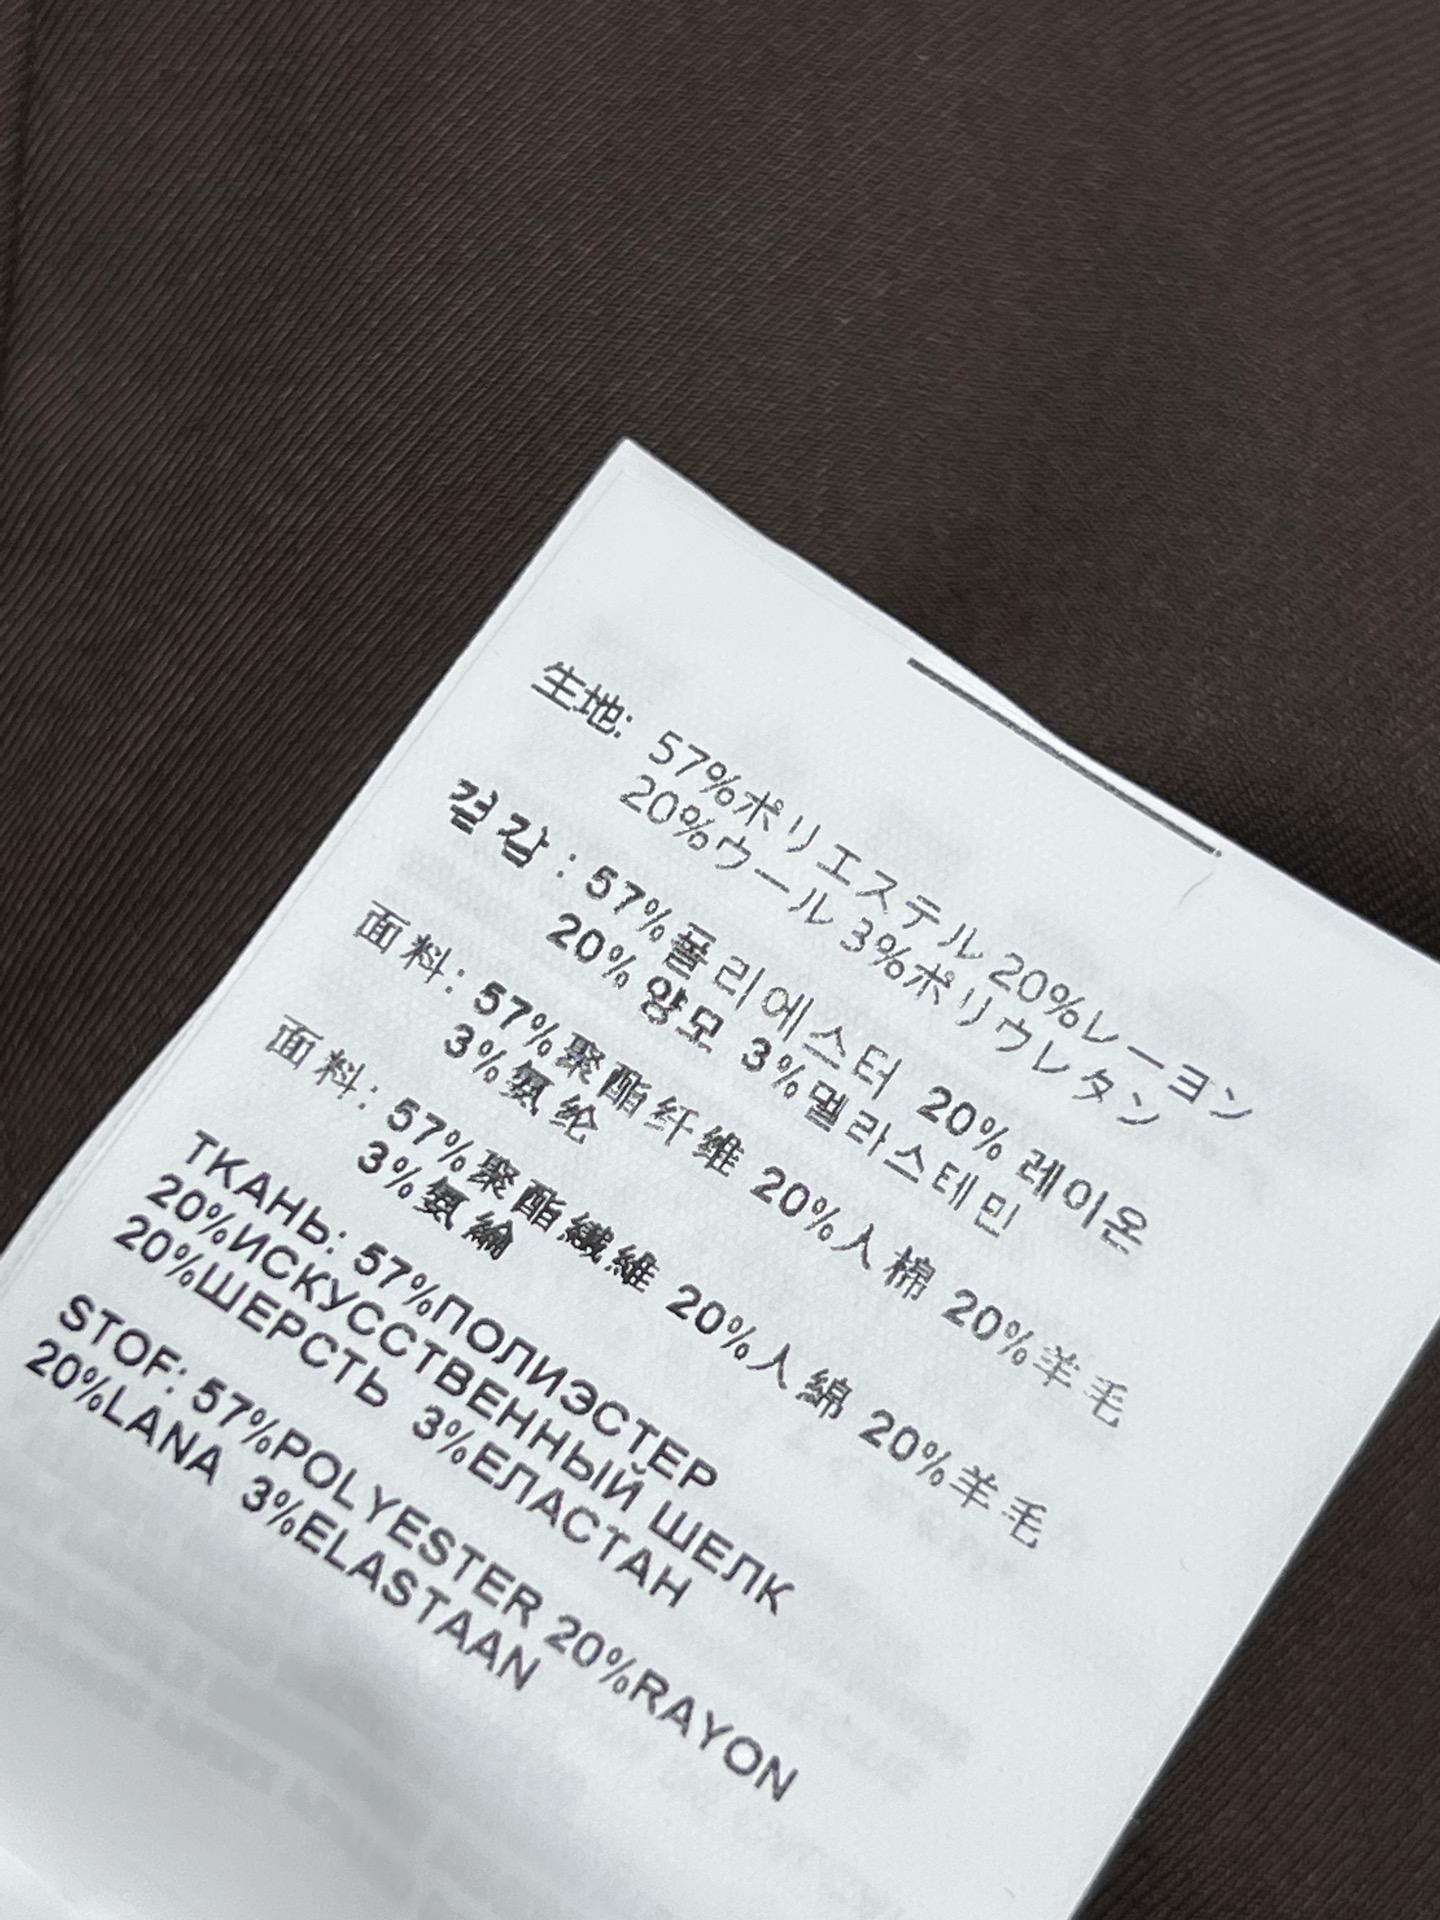 生地: 57%ポリエステル 20%レーヨン
20%ウール 3%ポリウレタン
겉감 : 57%폴리에스터 20% 레이온
20%양모 3%멜라스테민
面料: 57%聚酯纤维 20%人棉 20%羊毛
3%氨纶
面料: 57%聚酯纖維 20%人綿 20%羊毛
3%氨綸
ТКАНЬ: 57%ПОЛИЭСТЕР
20%ИСКУССТВЕННЫЙ ШЕЛК
20%ШЕРСТЬ 3%ЕЛАСТАН
STOF: 57%POLYESTER 20%RAYON
20%LANA 3%ELASTAAN